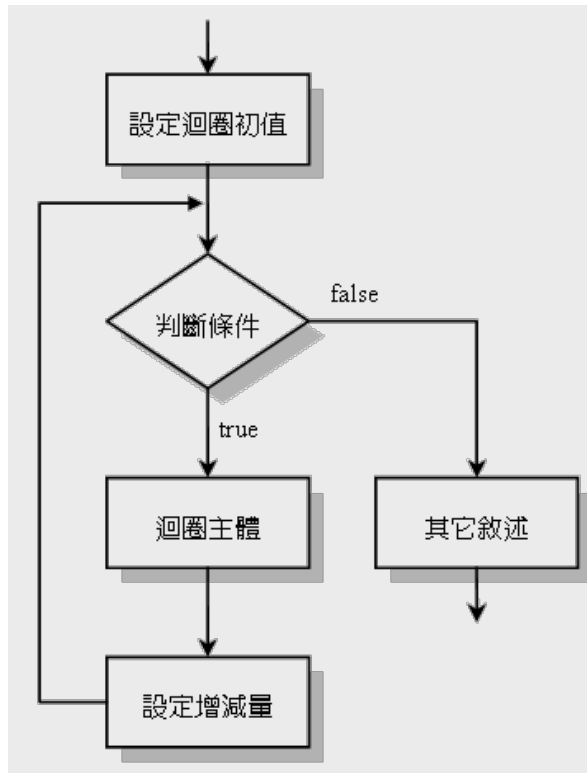 設定迴圈初值
判斷條件
false
true
迴圈主體
其它敘述
設定增減量